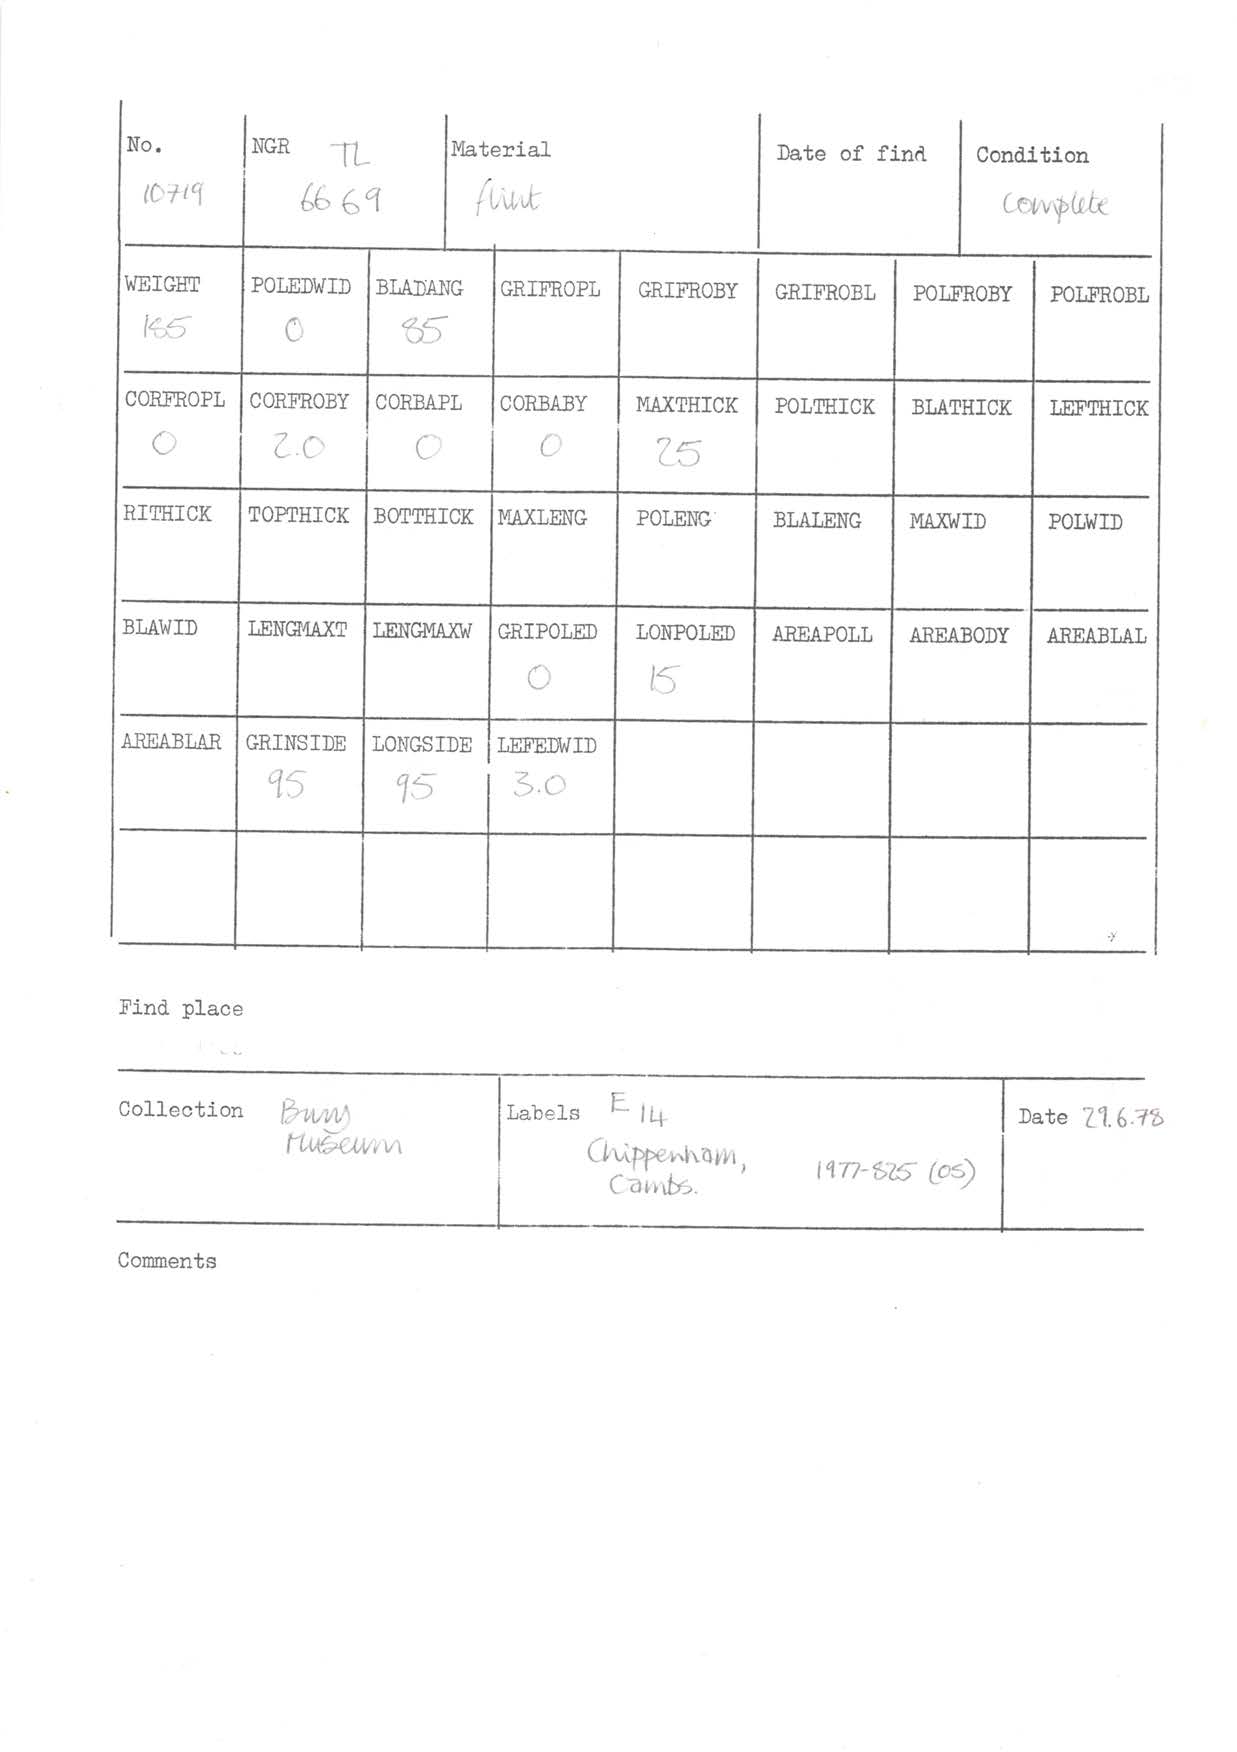 No. NGR TL Material Date of find Condition
10719 66 69 flint complete
WEIGHT POLEDWID BLADANG GRIFROPL GRIFROBY GRIFROBL POLFROBY POLFROBL
185 0 85
CORFROPL CORFROBY CORBAPL CORBABY MAXTHICK POLTHICK BLATHICK LEFTHICK
0 2.0 0 0 25
RITHICK TOPTHICK BOTTHICK MAXLENG POLENG BLALENG MAXWID POLWID
BLAWID LENGMAXT LENGMAXW GRIPOLED LONPOLED AREAPOLL AREABODY AREABLAL
0 15
AREABLAR GRINSIDE LONGSIDE LEFEDWID
95 95 3.0
Find place
Collection Labels E 14 Date 29.6.78
Museum Chippenham, 1977-825 (OS)
Cambs.
Comments